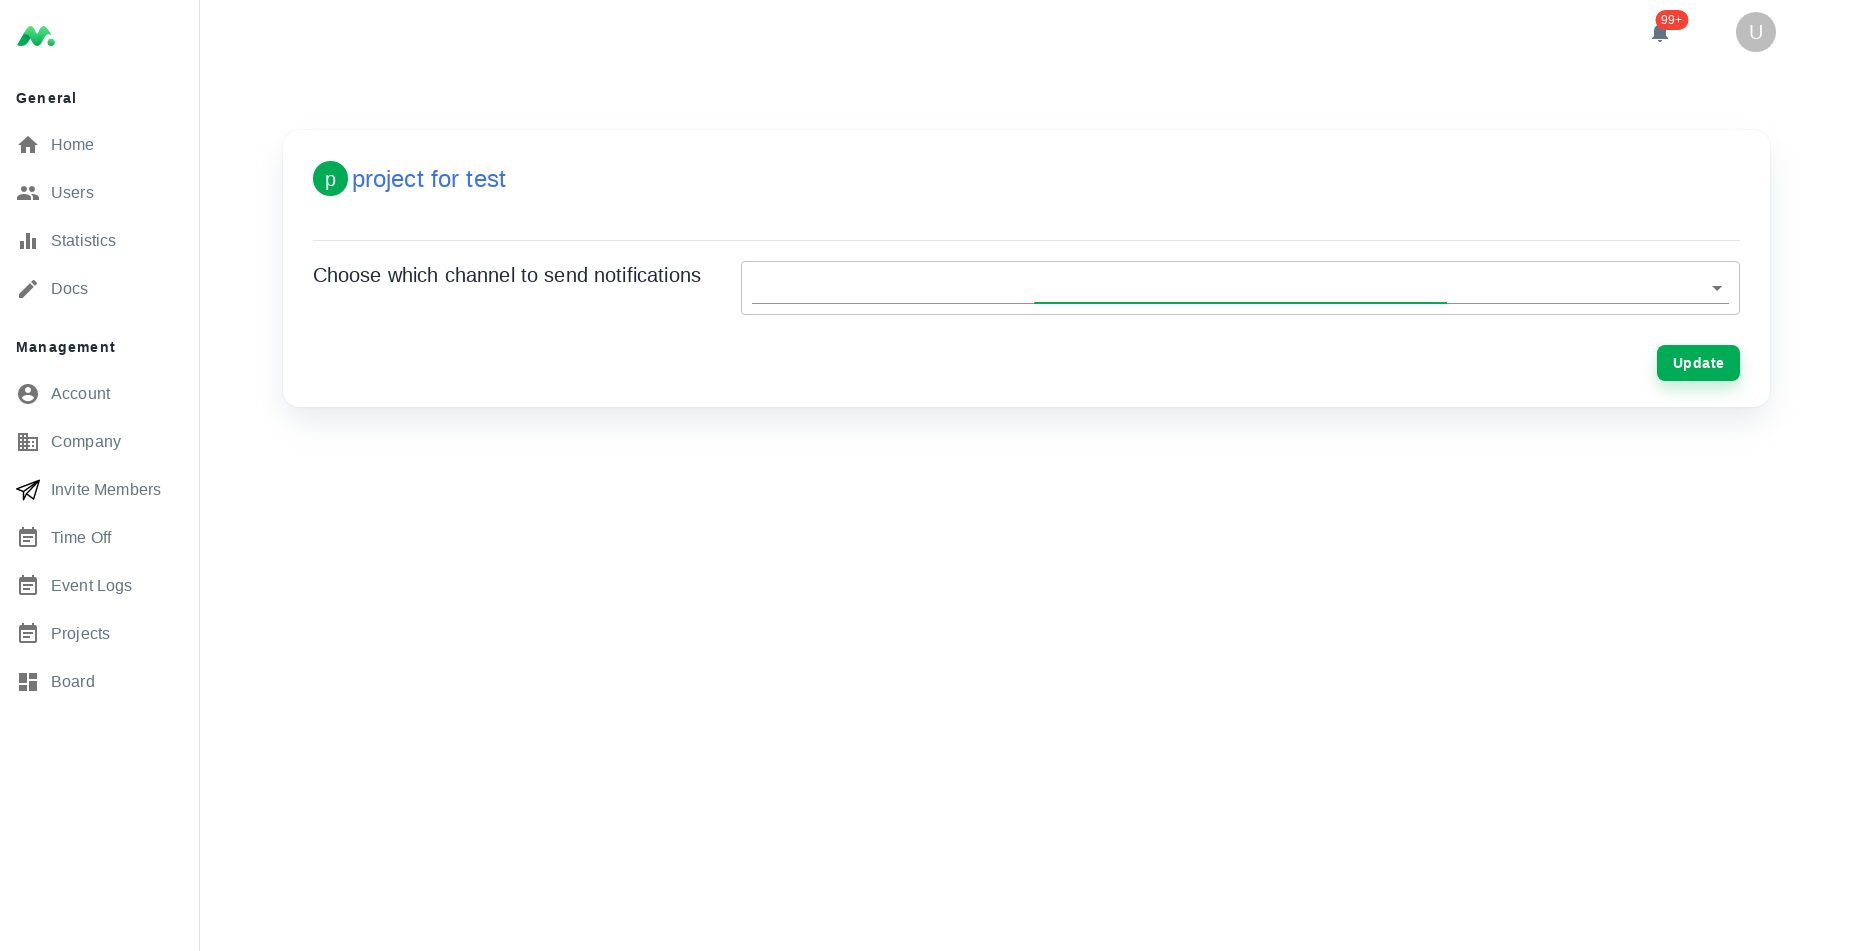 99+
U
General
Home
Users
Statistics
Docs
Management
Account
Company
Invite Members
Time Off
Event Logs
Projects
Board
p project for test
Choose which channel to send notifications
Update